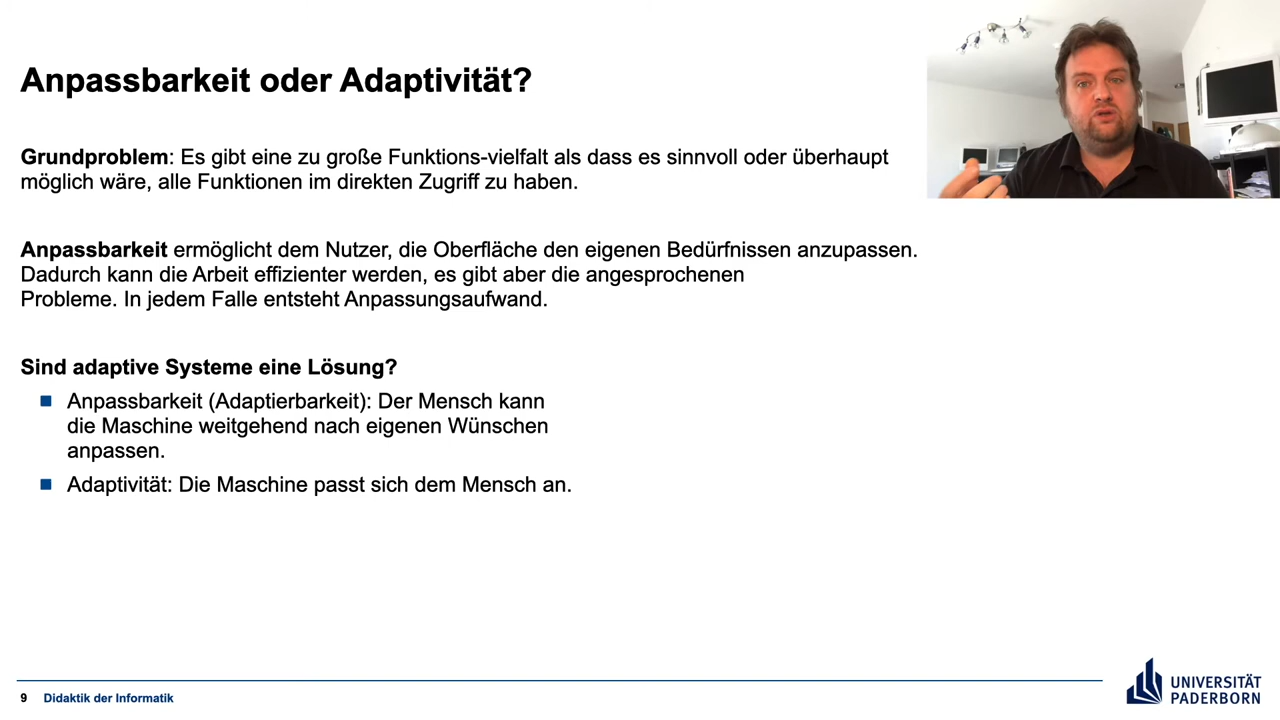 Anpassbarkeit oder Adaptivität?
Grundproblem: Es gibt eine zu große Funktions-vielfalt als dass es sinnvoll oder überhaupt
möglich wäre, alle Funktionen im direkten Zugriff zu haben.
Anpassbarkeit ermöglicht dem Nutzer, die Oberfläche den eigenen Bedürfnissen anzupassen.
Dadurch kann die Arbeit effizienter werden, es gibt aber die angesprochenen
Probleme. In jedem Falle entsteht Anpassungsaufwand.
Sind adaptive Systeme eine Lösung?
Anpassbarkeit (Adaptierbarkeit): Der Mensch kann
die Maschine weitgehend nach eigenen Wünschen
anpassen.
Adaptivität: Die Maschine passt sich dem Mensch an.
9 Didaktik der Informatik
UNIVERSITÄT
PADERBORN